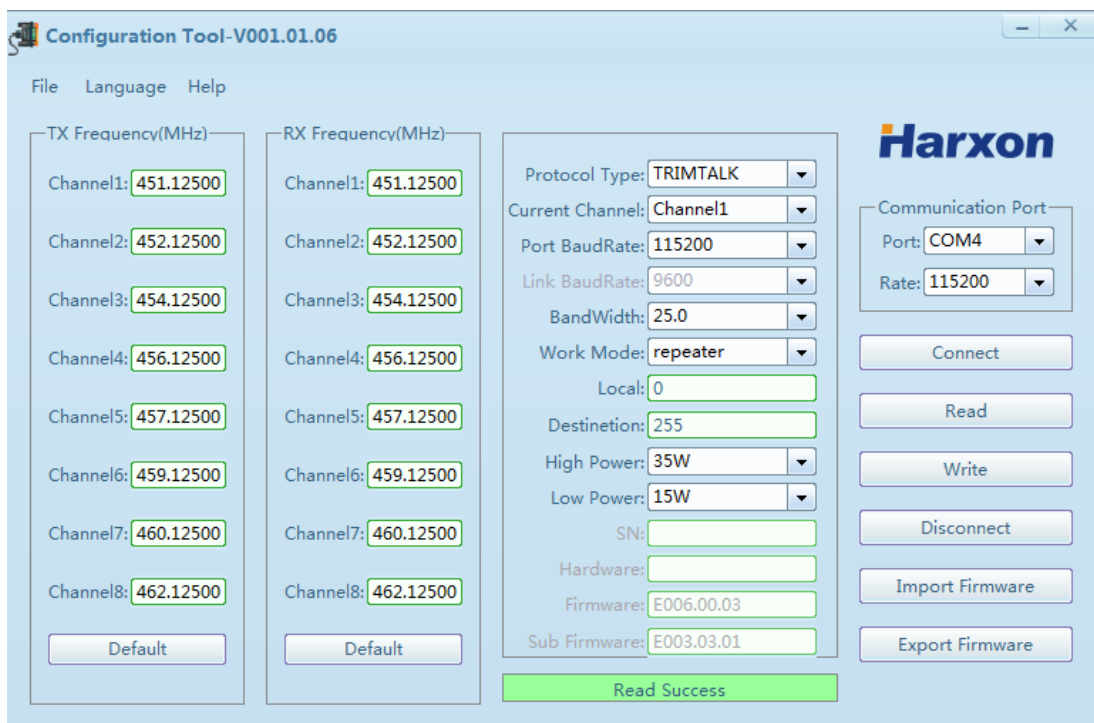 Configuration Tool-V001.01.06
File Language Help
TX Frequency(MHz)
Channel1: 451.12500
Channel2: 452.12500
Channel3: 454.12500
Channel4: 456.12500
Channel5: 457.12500
Channel6: 459.12500
Channel7: 460.12500
Channel8: 462.12500
Default
RX Frequency(MHz)
Channel1: 451.12500
Channel2: 452.12500
Channel3: 454.12500
Channel4: 456.12500
Channel5: 457.12500
Channel6: 459.12500
Channel7: 460.12500
Channel8: 462.12500
Default
Protocol Type: TRIMTALK
Current Channel: Channel1
Port BaudRate: 115200
Link BaudRate: 9600
BandWidth: 25.0
Work Mode: repeater
Local: 0
Destinetion: 255
High Power: 35W
Low Power: 15W
SN:
Hardware:
Firmware: E006.00.03
Sub Firmware: E003.03.01
Read Success
Harxon
Communication Port
Port: COM4
Rate: 115200
Connect
Read
Write
Disconnect
Import Firmware
Export Firmware